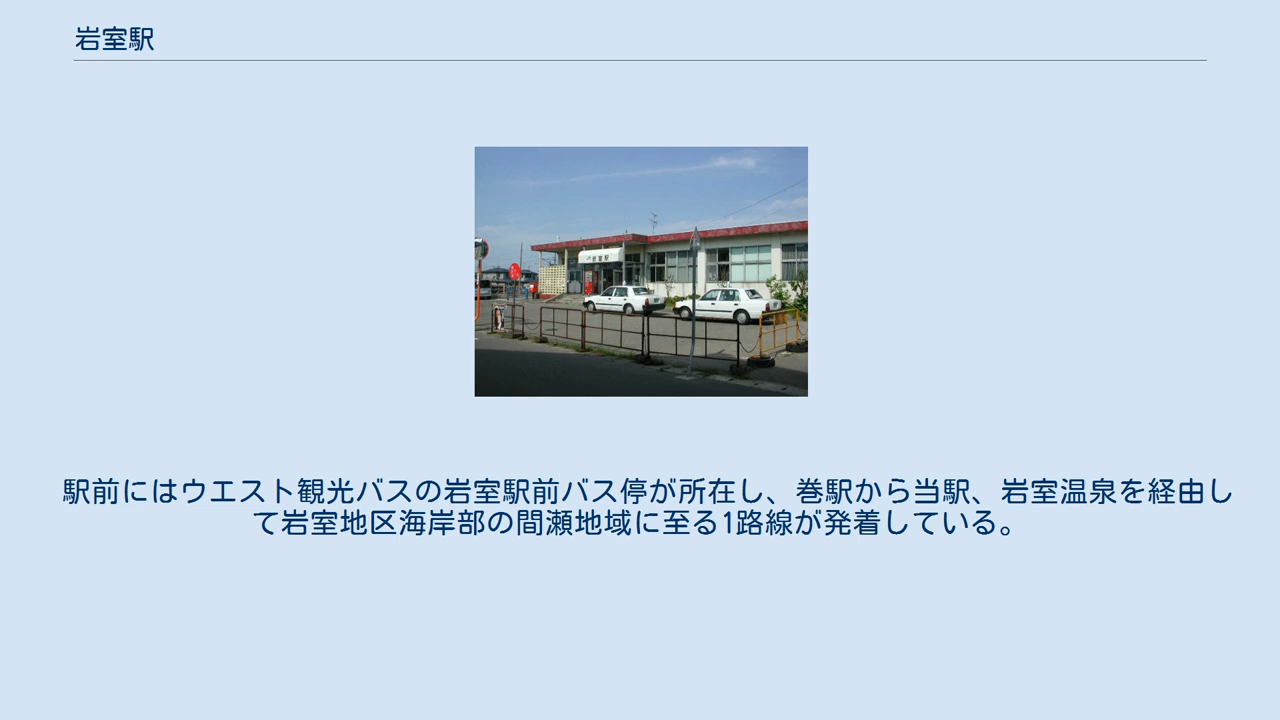 岩室駅
岩室駅
駅前にはウエスト観光バスの岩室駅前バス停が所在し、巻駅から当駅、岩室温泉を経由し
て岩室地区海岸部の間瀬地域に至る1路線が発着している。